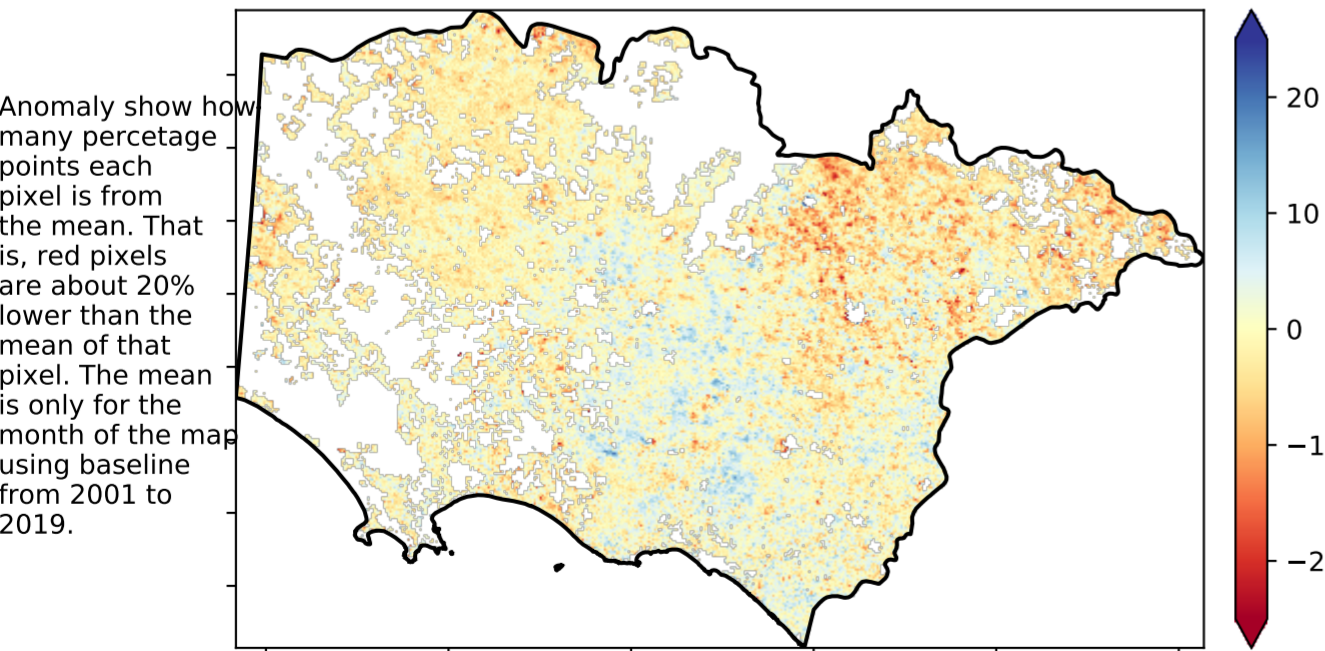 Anomaly show how
many percetage
points each
pixel is from
the mean. That
is, red pixels
are about 20%
lower than the
mean of that
pixel. The mean
is only for the
month of the map
using baseline
from 2001 to
2019.
20
10
0
−1
−2